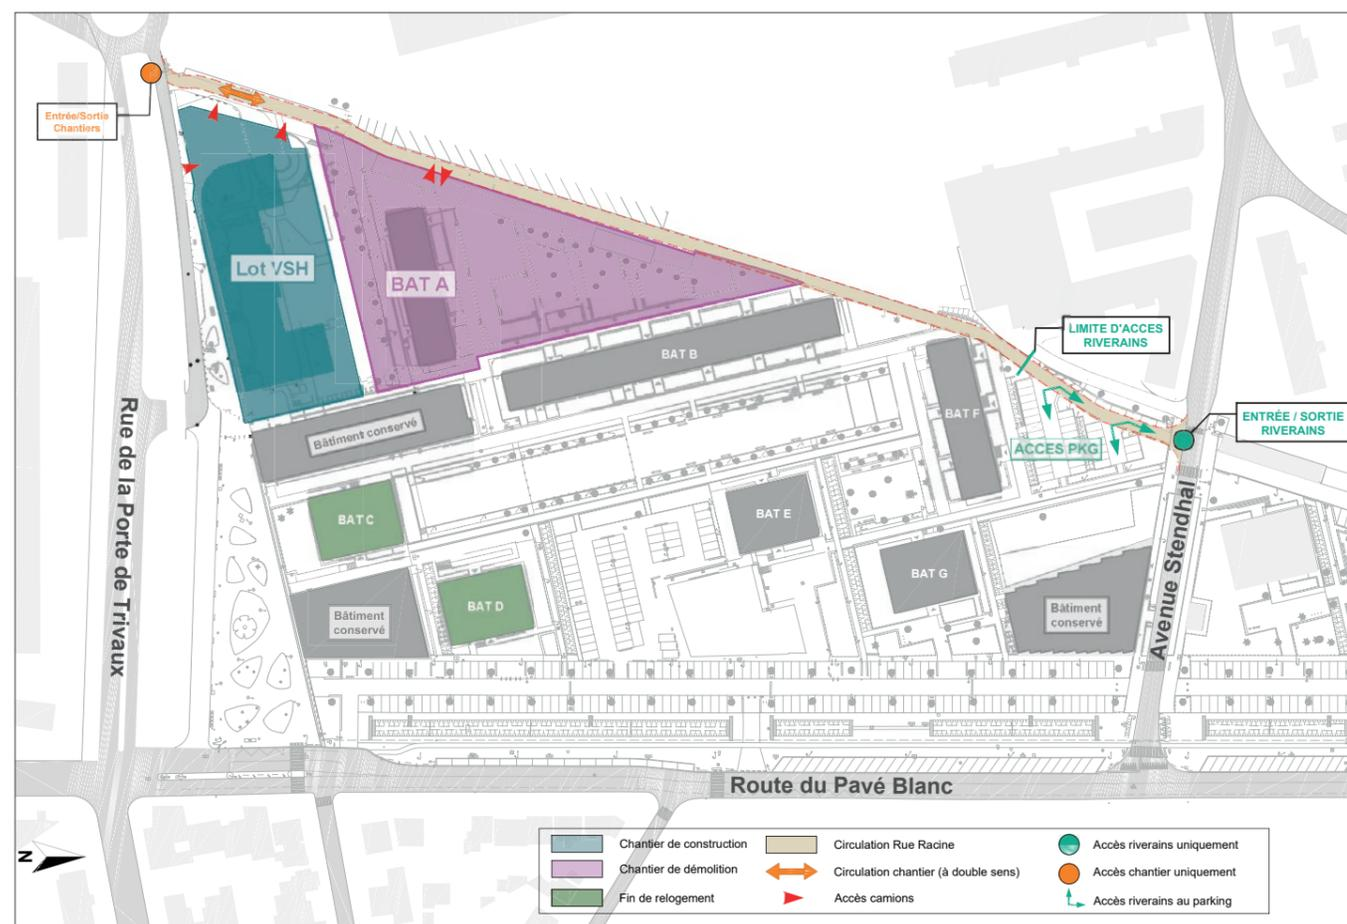 Entrée/Sortie
Chantiers
Lot VSH
BAT A
BAT B
LIMITE D'ACCES
RIVERAINS
BAT F
ENTRÉE / SORTIE
RIVERAINS
Bâtiment conservé
ACCES PKG
BAT C
BAT E
BAT G
BAT D
Bâtiment
conservé
Bâtiment
conservé
Rue de la Porte de Trivaux
Avenue Stendhal
Route du Pavé Blanc
N
Chantier de construction
Circulation Rue Racine
Accès riverains uniquement
Chantier de démolition
Circulation chantier (à double sens)
Accès chantier uniquement
Fin de relogement
Accès camions
Accès riverains au parking